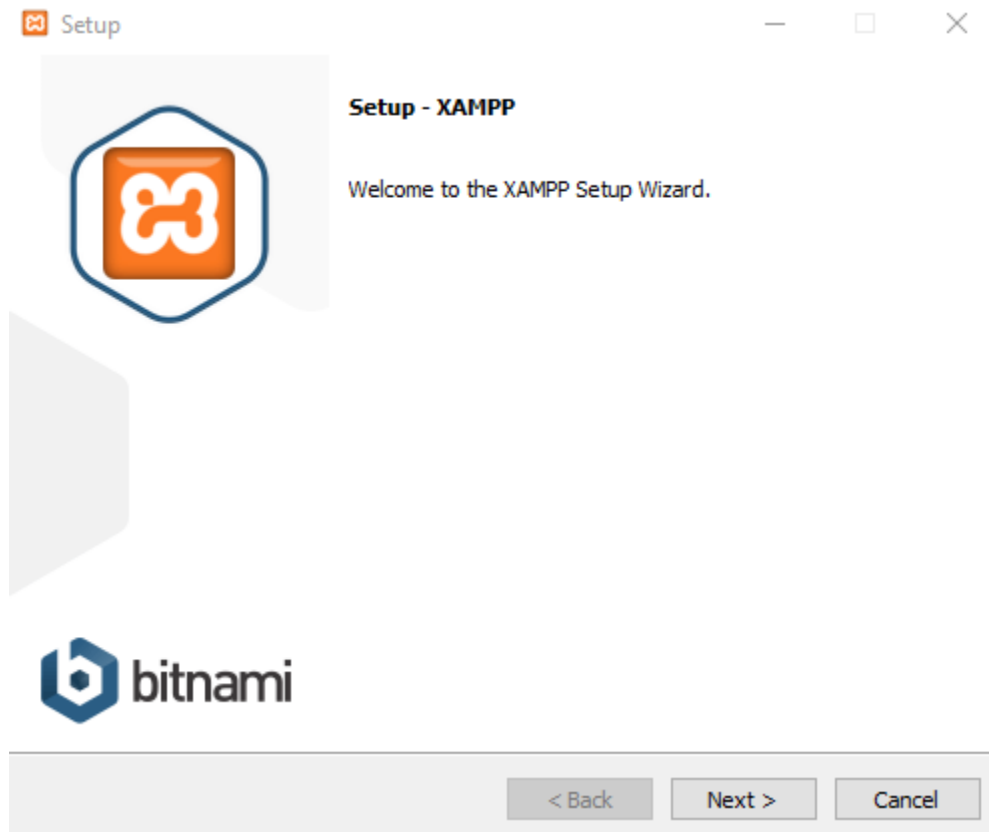 Setup
Setup - XAMPP
Welcome to the XAMPP Setup Wizard.
bitnami
< Back
Next >
Cancel